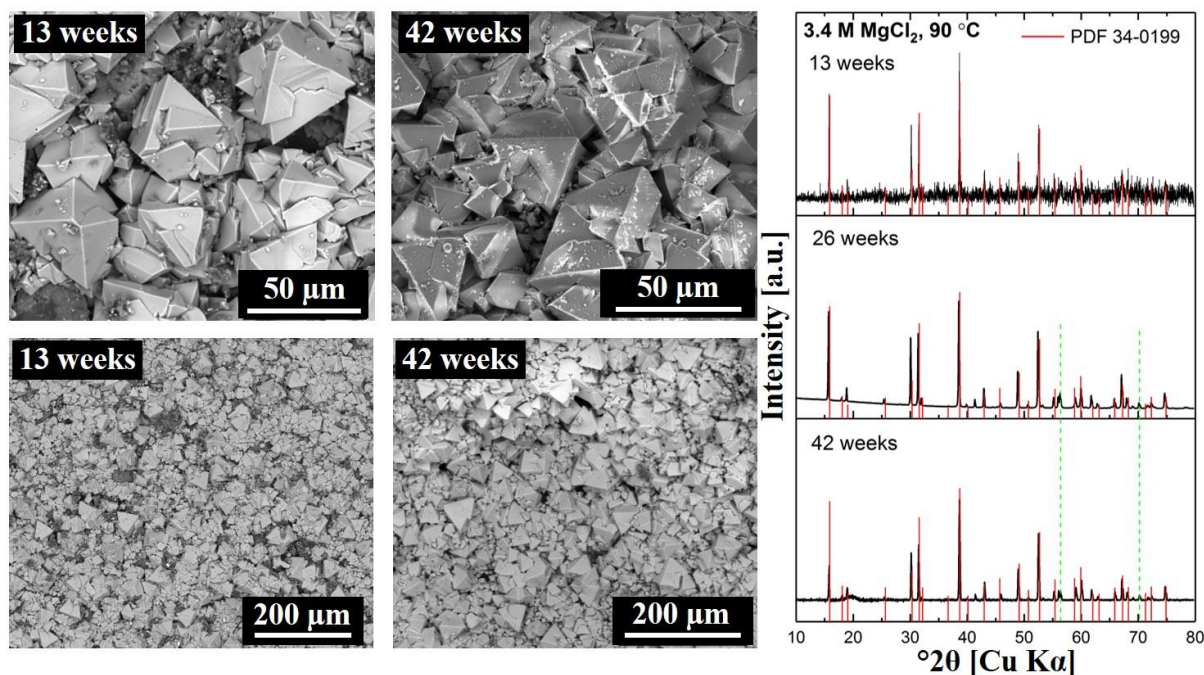 13 weeks
50 µm
42 weeks
50 µm
13 weeks
200 µm
42 weeks
200 µm
Intensity [a.u.]
3.4 M MgCl₂, 90 °C
PDF 34-0199
13 weeks
26 weeks
42 weeks
10 20 30 40 50 60 70 80
°2θ [Cu Kα]